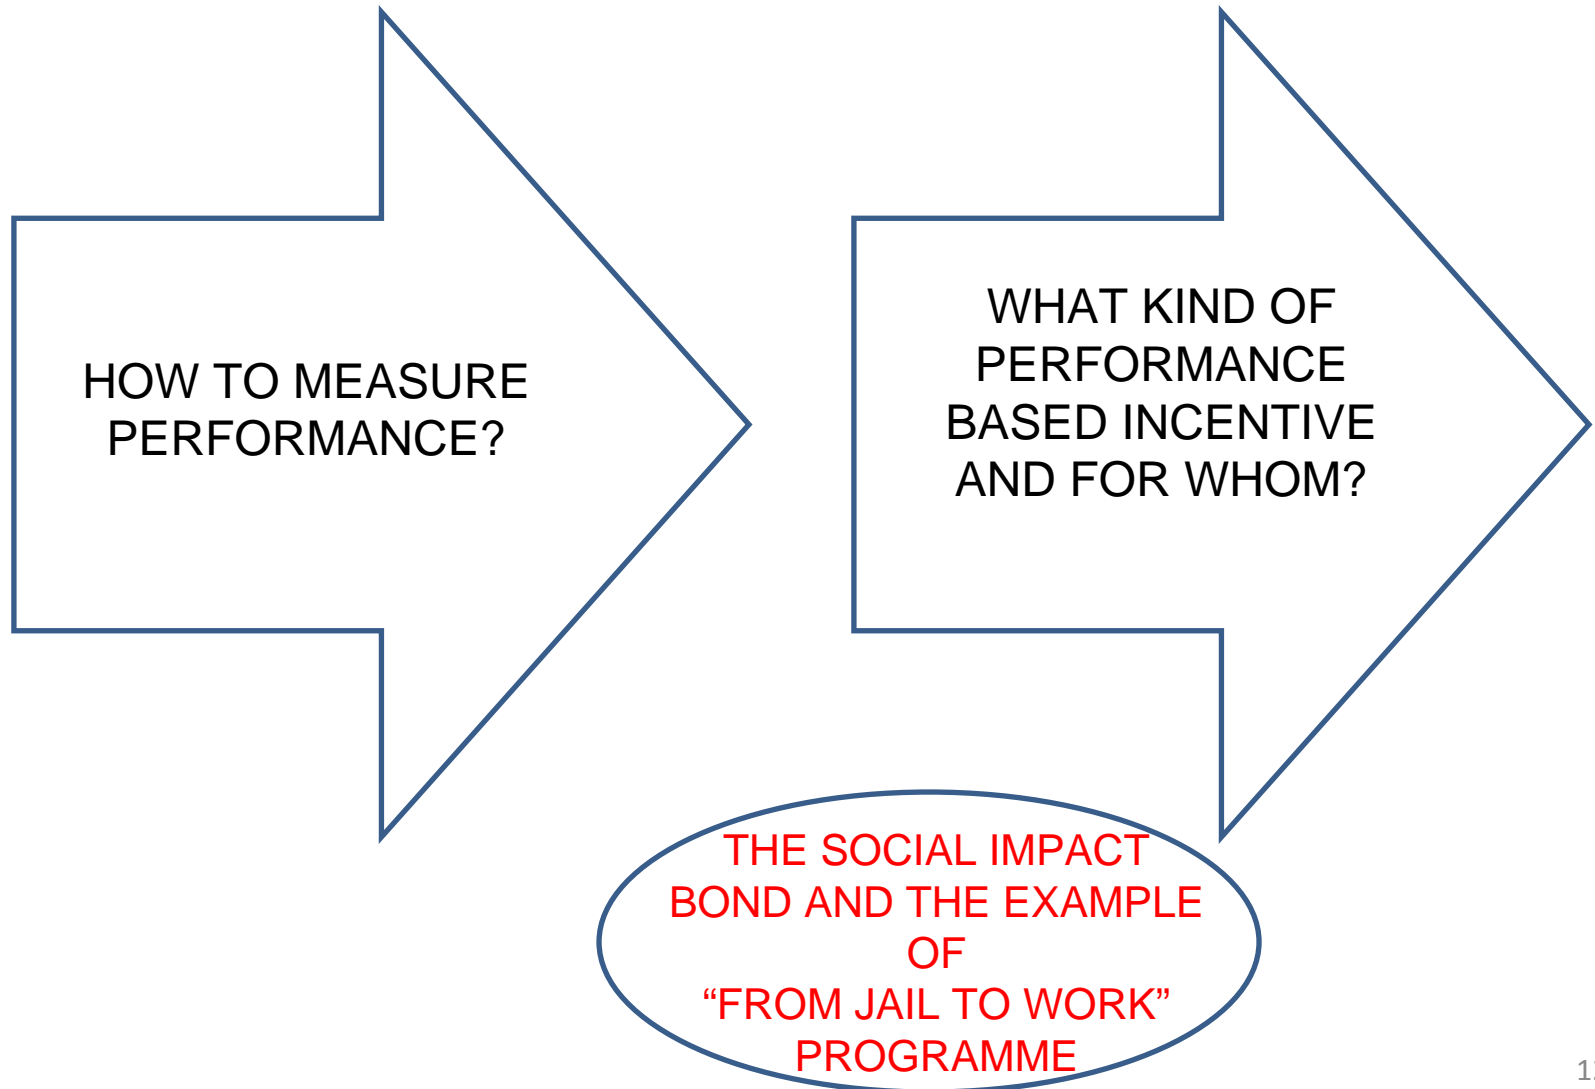 HOW TO MEASURE
PERFORMANCE?
WHAT KIND OF
PERFORMANCE
BASED INCENTIVE
AND FOR WHOM?
THE SOCIAL IMPACT
BOND AND THE EXAMPLE
OF
“FROM JAIL TO WORK”
PROGRAMME